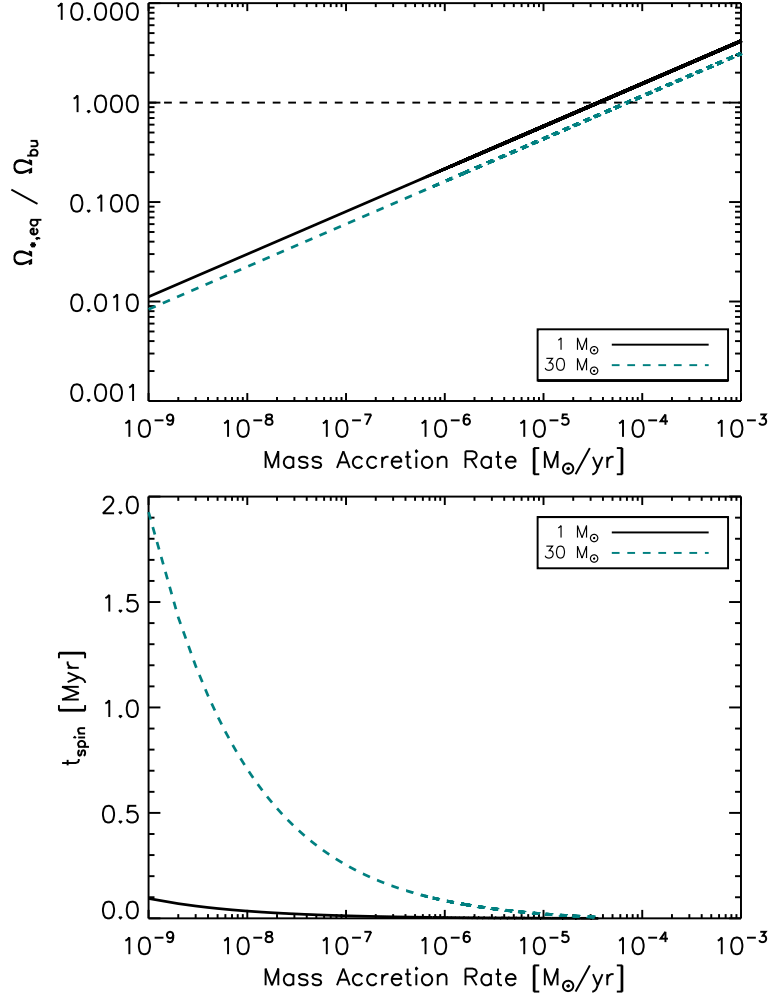 10.000
1.000
0.100
0.010
0.001
Ω*,eq / Ωbu
1 M⊙
30 M⊙
10⁻⁹ 10⁻⁸ 10⁻⁷ 10⁻⁶ 10⁻⁵ 10⁻⁴ 10⁻³
Mass Accretion Rate [M⊙/yr]
2.0
1.5
1.0
0.5
0.0
tspin [Myr]
1 M⊙
30 M⊙
10⁻⁹ 10⁻⁸ 10⁻⁷ 10⁻⁶ 10⁻⁵ 10⁻⁴ 10⁻³
Mass Accretion Rate [M⊙/yr]